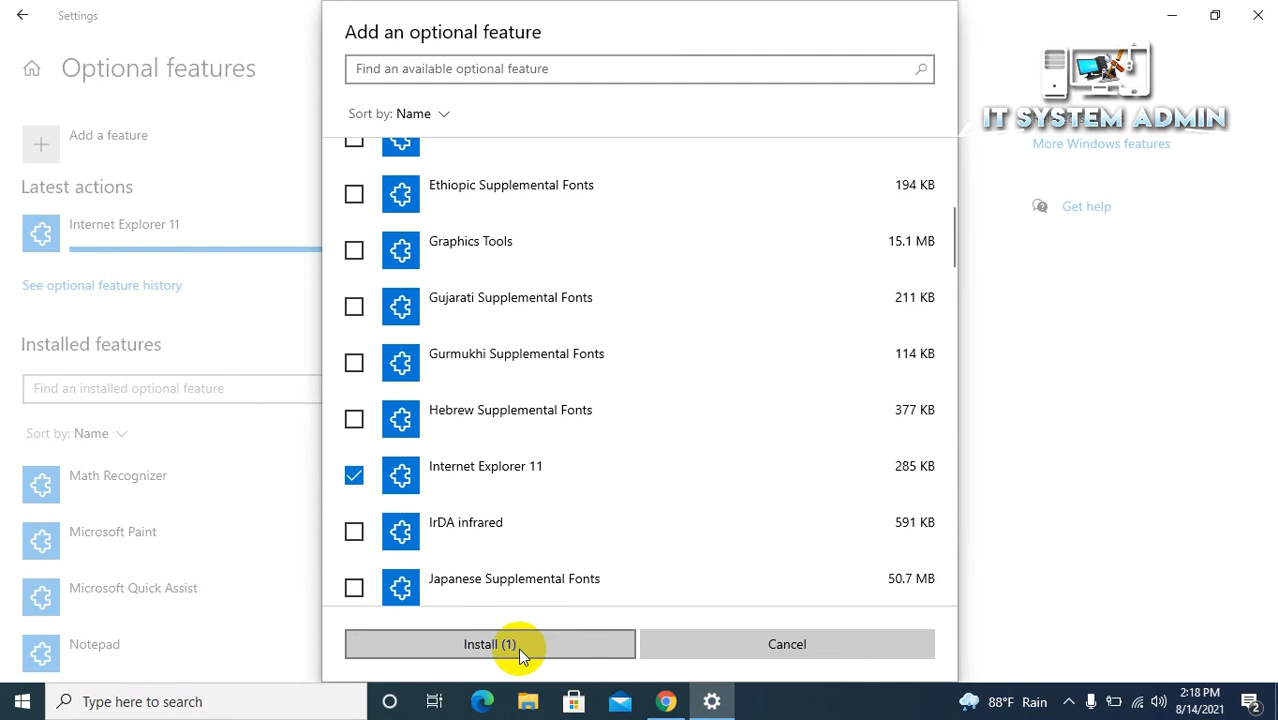 Settings
Optional features
Add a feature
Latest actions
Internet Explorer 11
See optional feature history
Installed features
Find an installed optional feature
Sort by: Name
Math Recognizer
Microsoft Paint
Microsoft Quick Assist
Notepad
Add an optional feature
Find an available optional feature
Sort by: Name
Ethiopic Supplemental Fonts 194 KB
Graphics Tools 15.1 MB
Gujarati Supplemental Fonts 211 KB
Gurmukhi Supplemental Fonts 114 KB
Hebrew Supplemental Fonts 377 KB
Internet Explorer 11 285 KB
IrDA infrared 591 KB
Japanese Supplemental Fonts 50.7 MB
Install (1) Cancel
IT SYSTEM ADMIN
More Windows features
Get help
Type here to search
88°F Rain
2:18 PM
8/14/2021
2